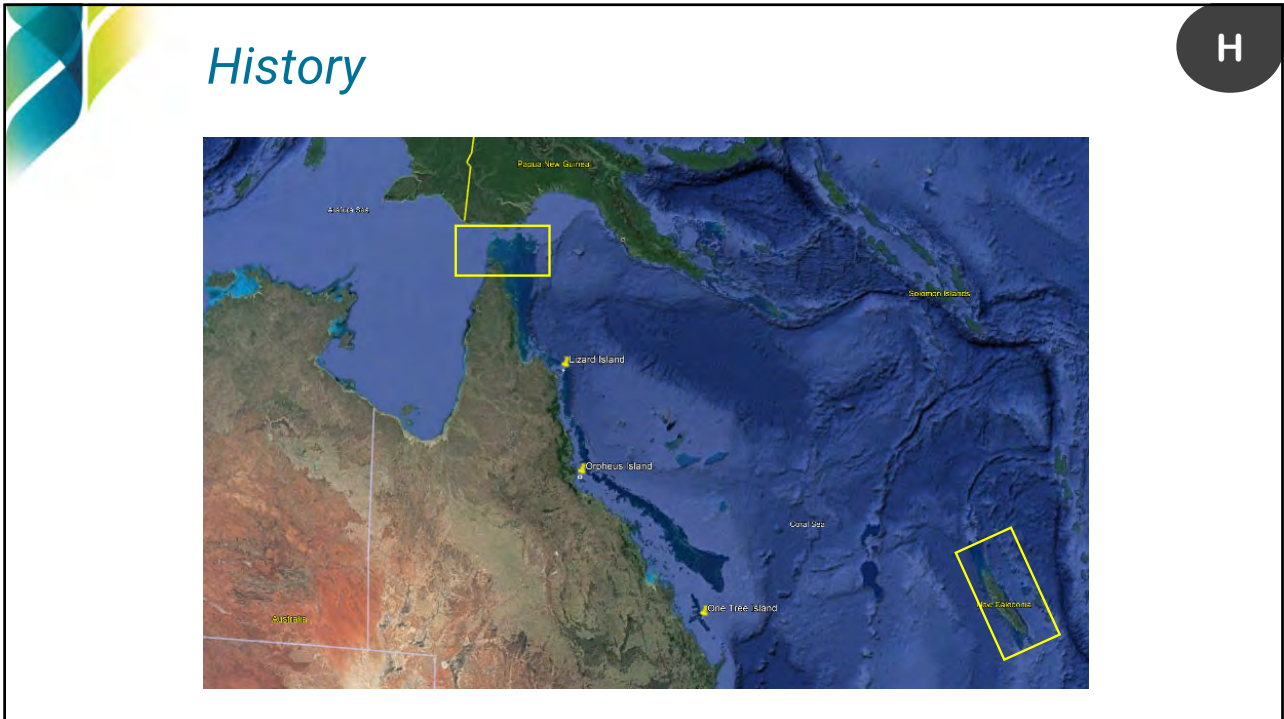 History
H
Papua New Guinea
Arafura Sea
Solomon Islands
Lizard Island
Orpheus Island
Coral Sea
New Caledonia
One Tree Island
Australia